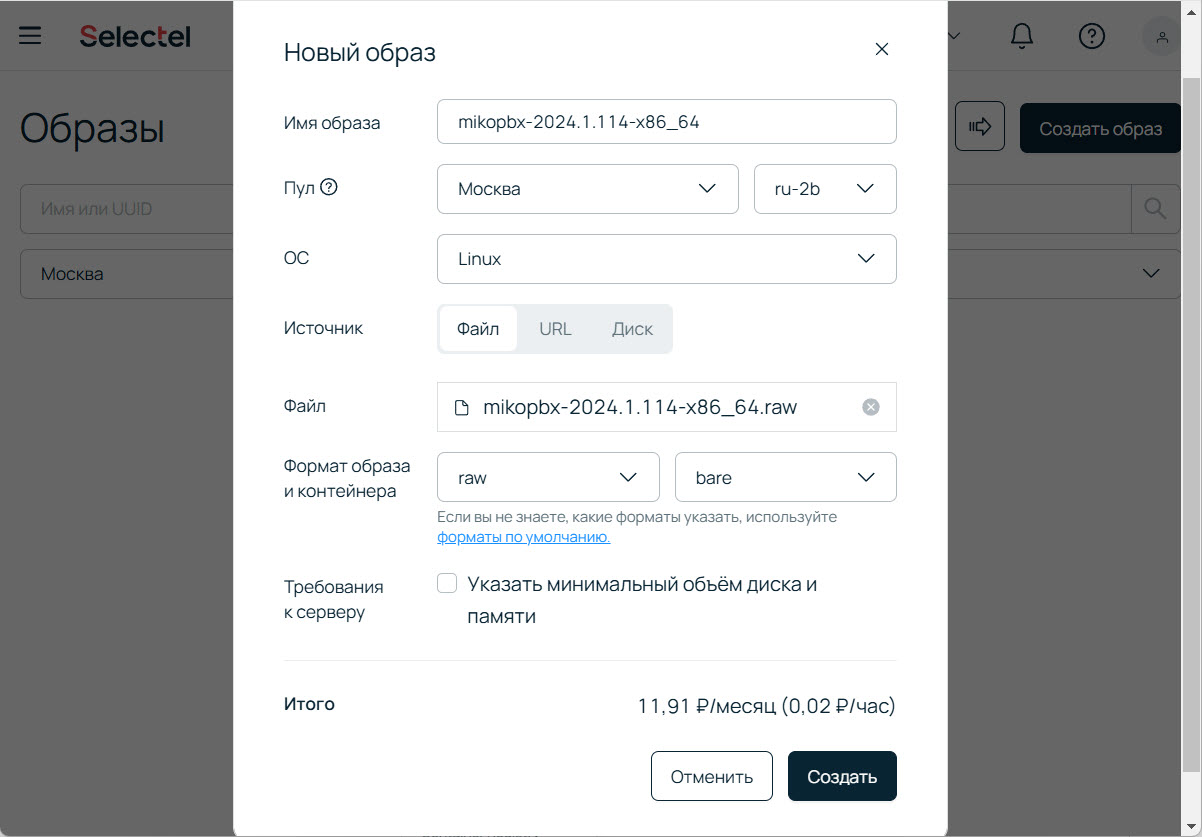 Selectel
Новый образ
Образы
Создать образ
Имя или UUID
Москва
Имя образа
mikopbx-2024.1.114-x86_64
Пул
Москва
ru-2b
ОС
Linux
Источник
Файл URL Диск
Файл
mikopbx-2024.1.114-x86_64.raw
Формат образа
и контейнера
raw
bare
Если вы не знаете, какие форматы указать, используйте
форматы по умолчанию.
Требования
к серверу
Указать минимальный объём диска и
памяти
Итого
11,91 ₽/месяц (0,02 ₽/час)
Отменить
Создать